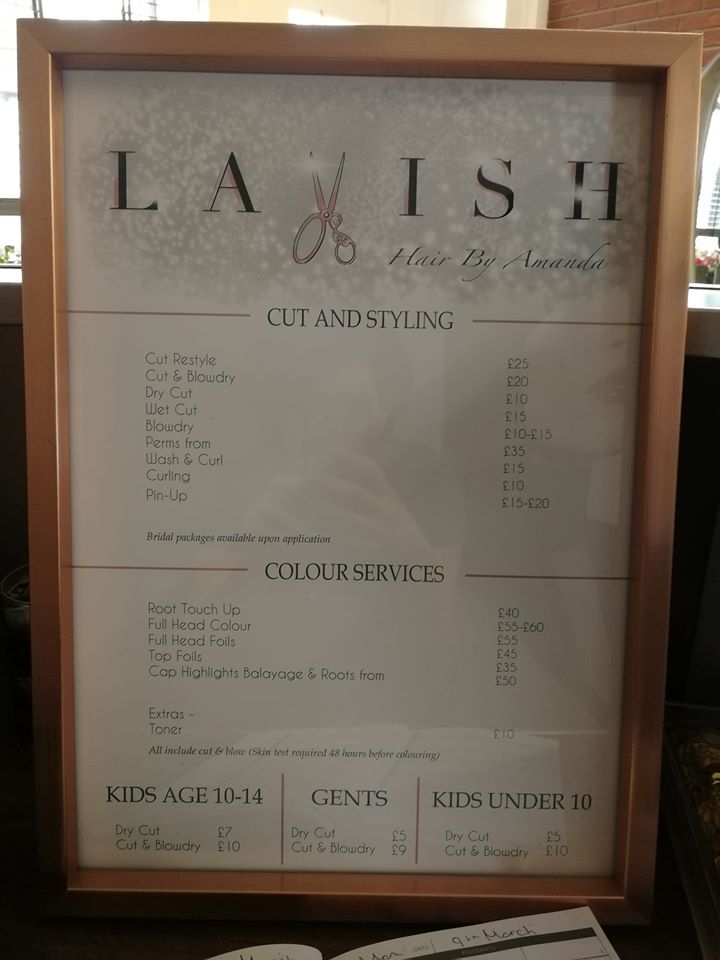 LAVISH
Hair By Amanda
CUT AND STYLING
Cut Restyle £25
Cut & Blowdry £20
Dry Cut £10
Wet Cut £15
Blowdry £10-£15
Perms from £35
Wash & Curl £15
Curling £10
Pin-Up £15-£20
Bridal packages available upon application
COLOUR SERVICES
Root Touch Up £40
Full Head Colour £55-£60
Full Head Foils £55
Top Foils £45
Cap Highlights Balayage & Roots from £35
£50
Extras -
Toner £10
All include cut & blow (Skin test required 48 hours before colouring)
KIDS AGE 10-14
Dry Cut £7
Cut & Blowdry £10
GENTS
Dry Cut £5
Cut & Blowdry £9
KIDS UNDER 10
Dry Cut £5
Cut & Blowdry £10
DATE 9th March